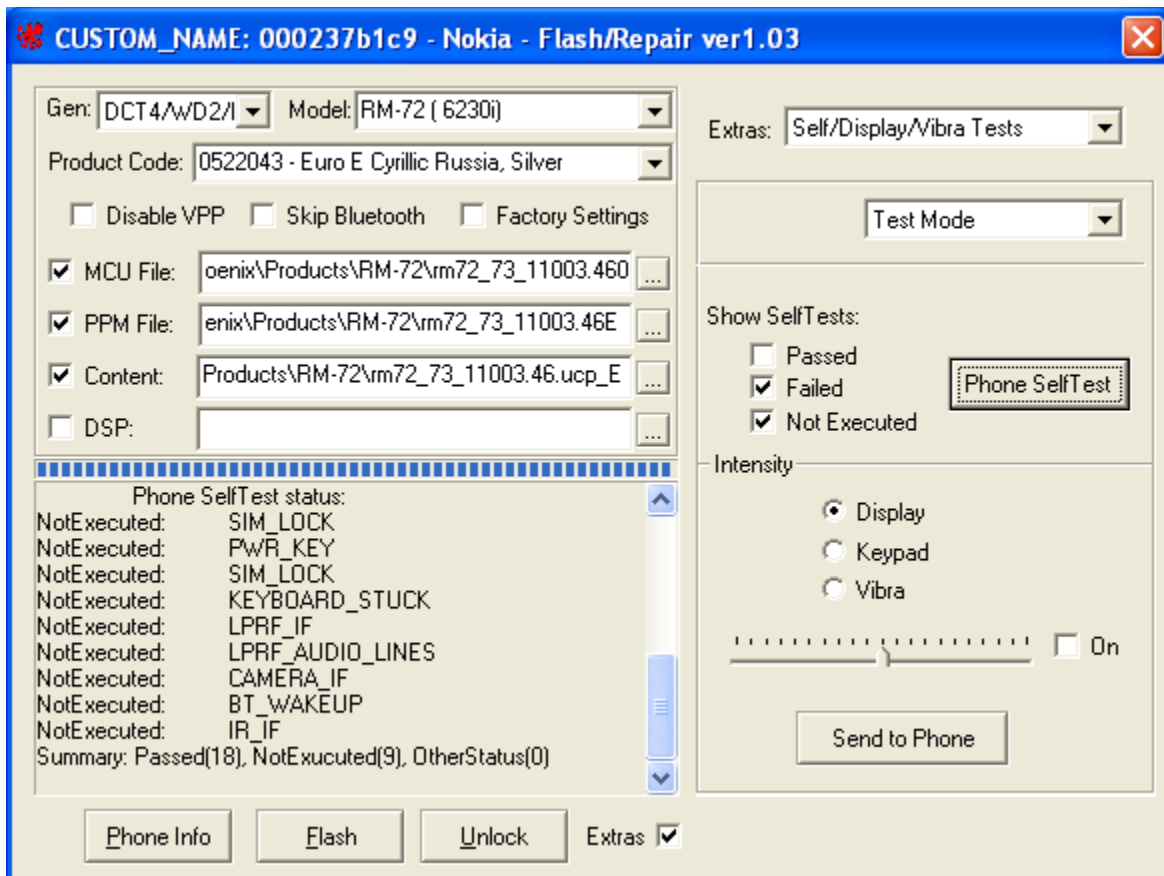 CUSTOM_NAME: 000237b1c9 - Nokia - Flash/Repair ver1.03
Gen: DCT4/WD2/I Model: RM-72 ( 6230i)
Product Code: 0522043 - Euro E Cyrillic Russia, Silver
Disable VPP Skip Bluetooth Factory Settings
MCU File: oenix\Products\RM-72\rm72_73_11003.460 ...
PPM File: enix\Products\RM-72\rm72_73_11003.46E ...
Content: Products\RM-72\rm72_73_11003.46.ucp_E ...
DSP: ...
Phone SelfTest status:
NotExecuted: SIM_LOCK
NotExecuted: PWR_KEY
NotExecuted: SIM_LOCK
NotExecuted: KEYBOARD_STUCK
NotExecuted: LPRF_IF
NotExecuted: LPRF_AUDIO_LINES
NotExecuted: CAMERA_IF
NotExecuted: BT_WAKEUP
NotExecuted: IR_IF
Summary: Passed(18), NotExucuted(9), OtherStatus(0)
Phone Info Flash Unlock Extras
Extras: Self/Display/Vibra Tests
Test Mode
Show SelfTests:
Passed
Failed
Not Executed
Phone SelfTest
Intensity
Display
Keypad
Vibra
On
Send to Phone